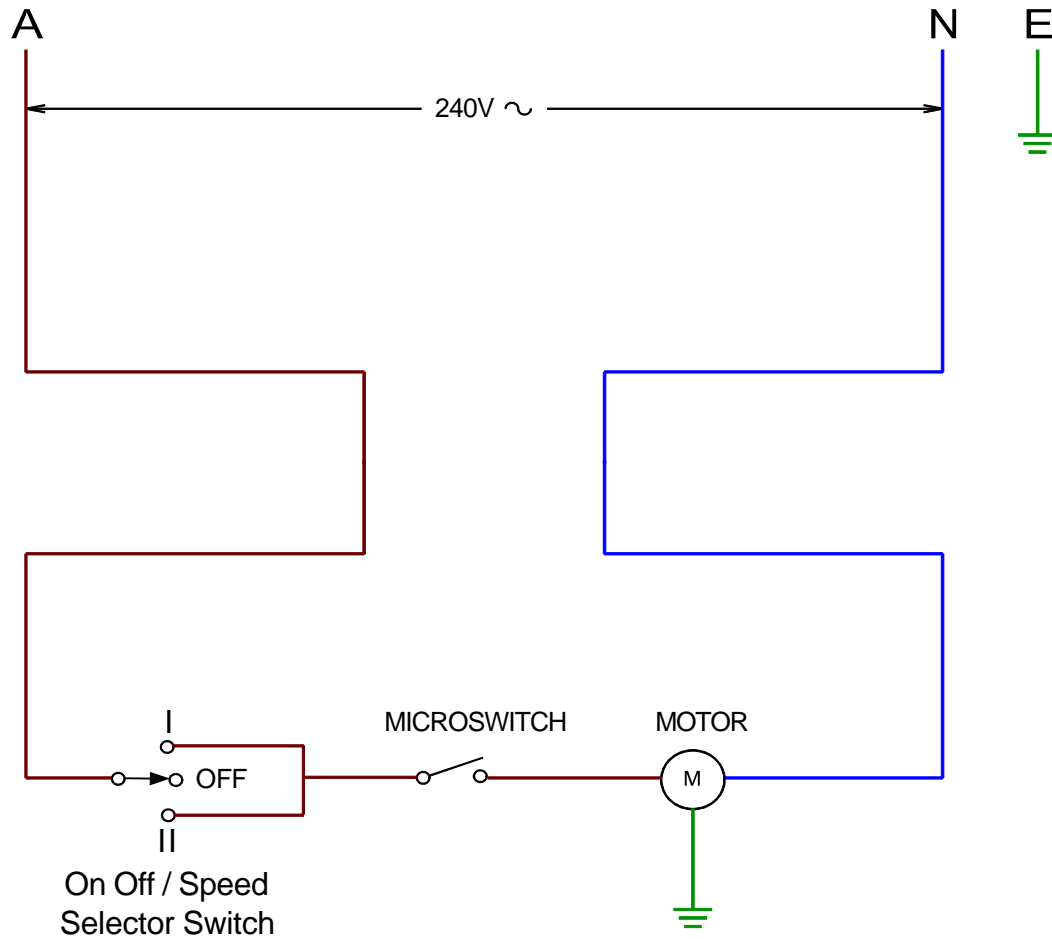 A N E
240V
I
MICROSWITCH MOTOR
OFF
M
II
On Off / Speed
Selector Switch